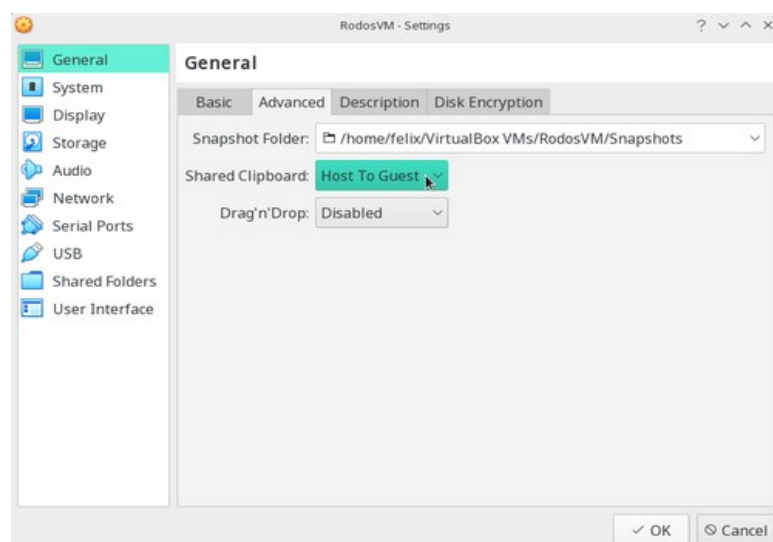 RodosVM - Settings
General
System
Display
Storage
Audio
Network
Serial Ports
USB
Shared Folders
User Interface
General
Basic Advanced Description Disk Encryption
Snapshot Folder: /home/felix/VirtualBox VMs/RodosVM/Snapshots
Shared Clipboard: Host To Guest
Drag'n'Drop: Disabled
OK Cancel